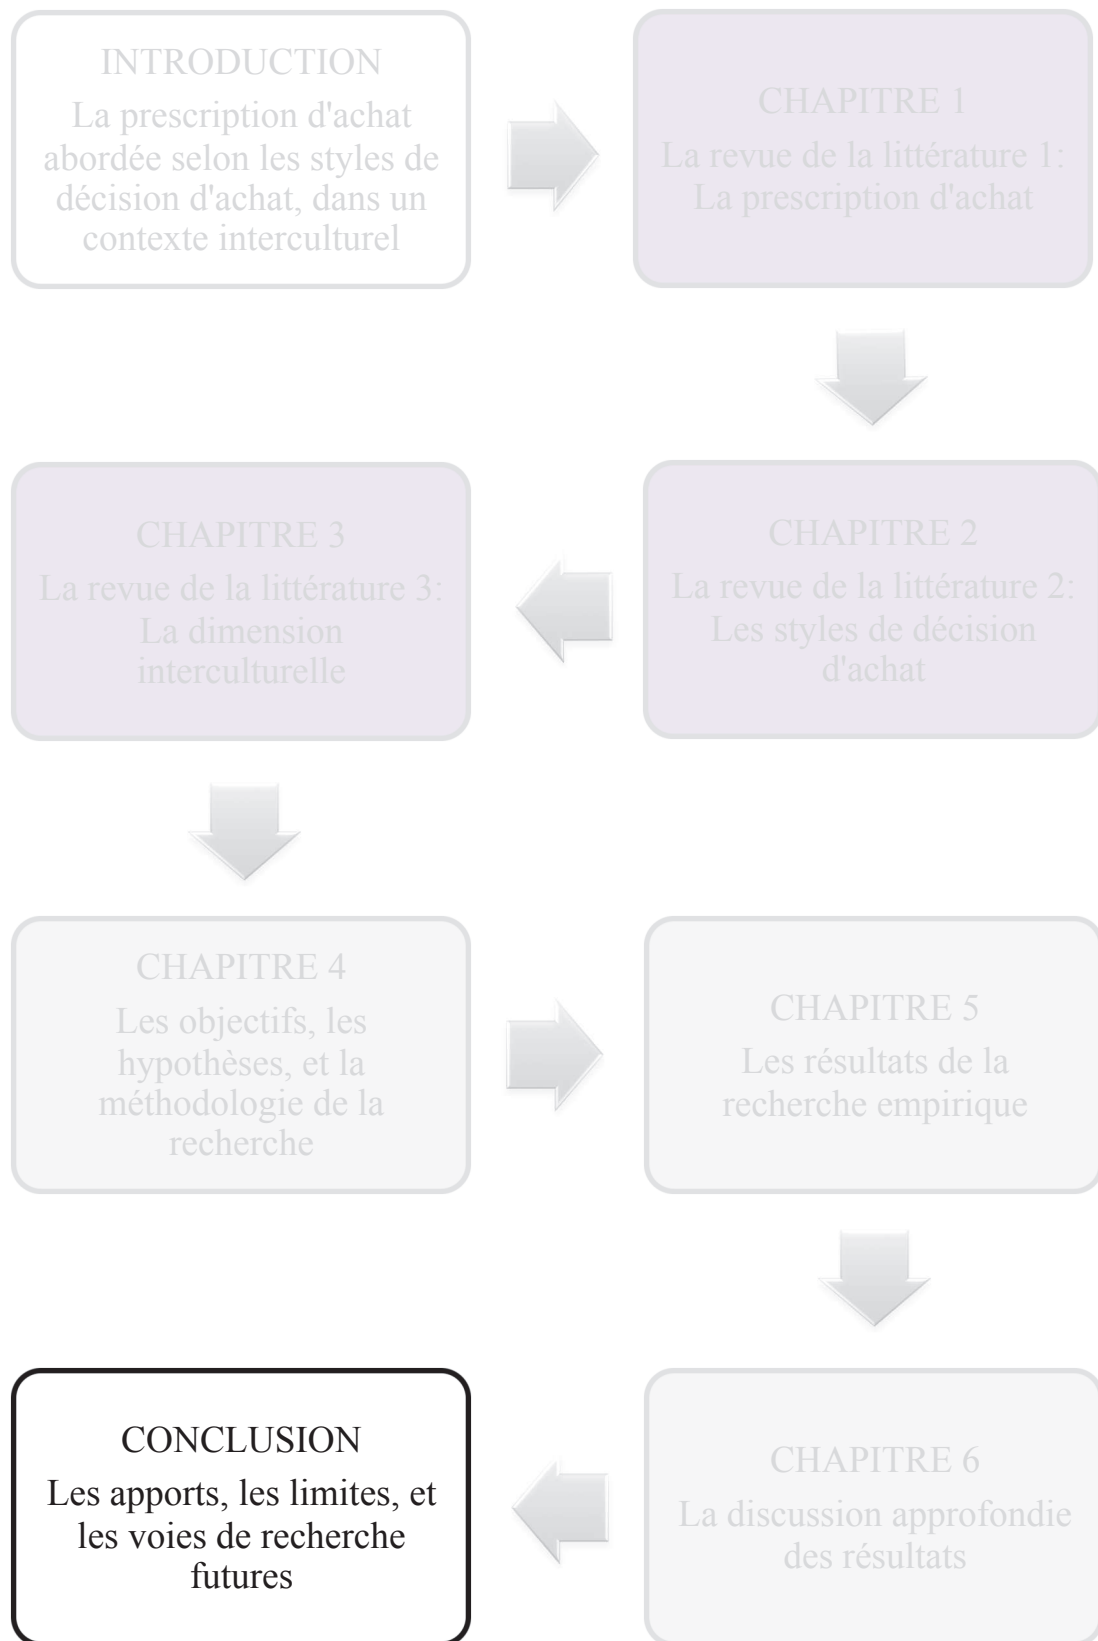 INTRODUCTION
La prescription d'achat
abordée selon les styles de
décision d'achat, dans un
contexte interculturel
CHAPITRE 1
La revue de la littérature 1:
La prescription d'achat
CHAPITRE 2
La revue de la littérature 2:
Les styles de décision
d'achat
CHAPITRE 3
La revue de la littérature 3:
La dimension
interculturelle
CHAPITRE 4
Les objectifs, les
hypothèses, et la
méthodologie de la
recherche
CHAPITRE 5
Les résultats de la
recherche empirique
CHAPITRE 6
La discussion approfondie
des résultats
CONCLUSION
Les apports, les limites, et
les voies de recherche
futures